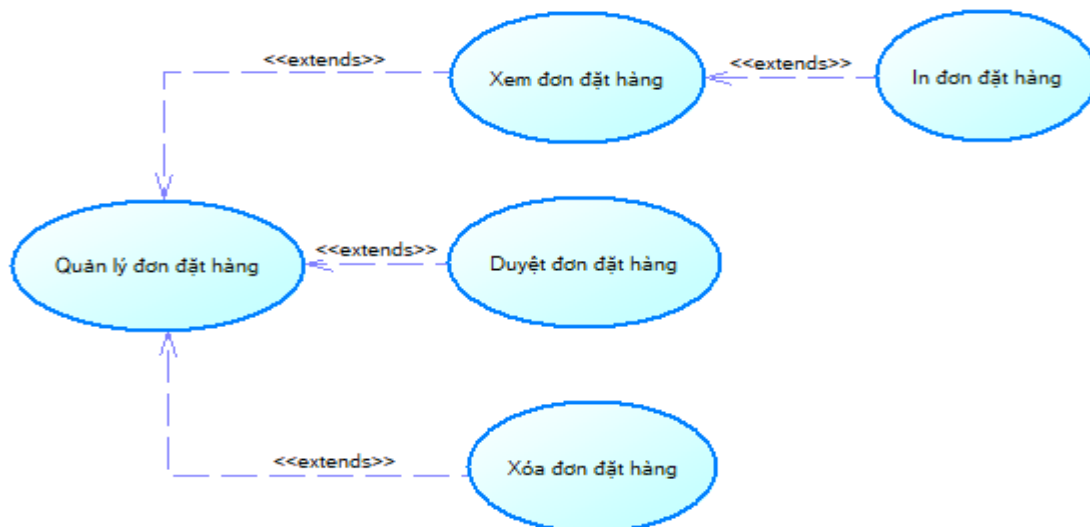 <<extends>>
<<extends>>
Xem đơn đặt hàng
In đơn đặt hàng
<<extends>>
Quản lý đơn đặt hàng
Duyệt đơn đặt hàng
<<extends>>
Xóa đơn đặt hàng